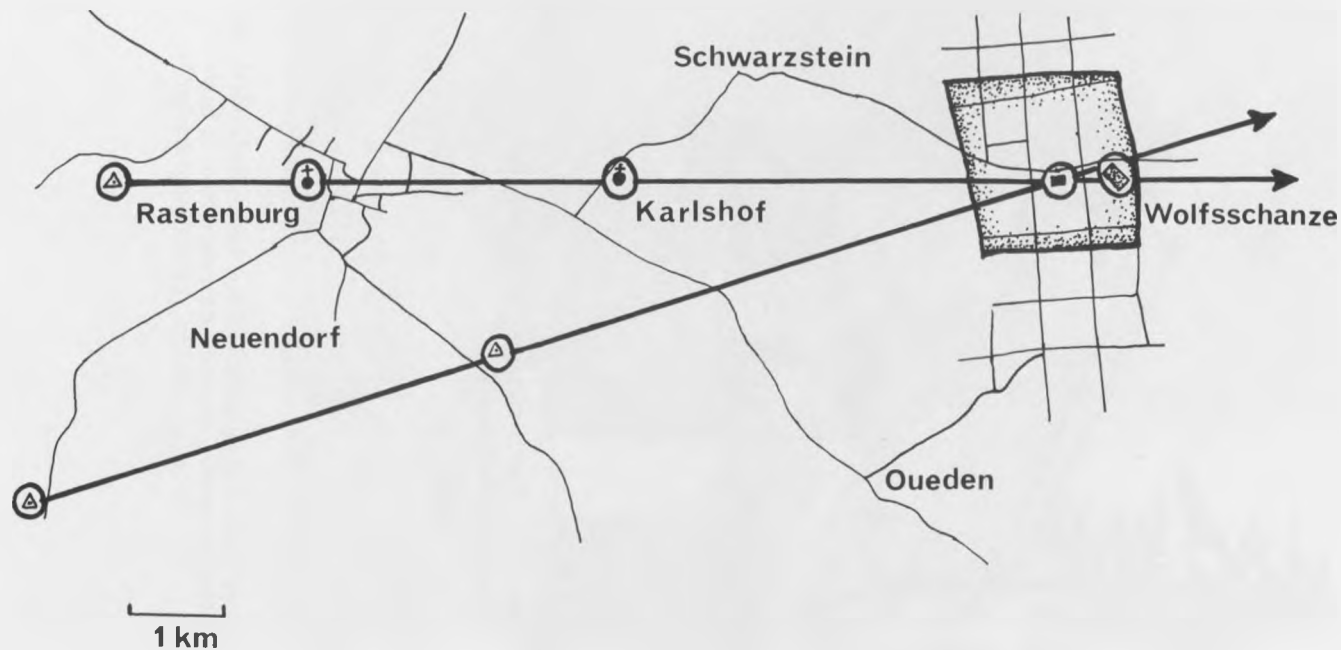 Schwarzstein
Rastenburg
Karlshof
Wolfsschanze
Neuendorf
Oueden
1 km